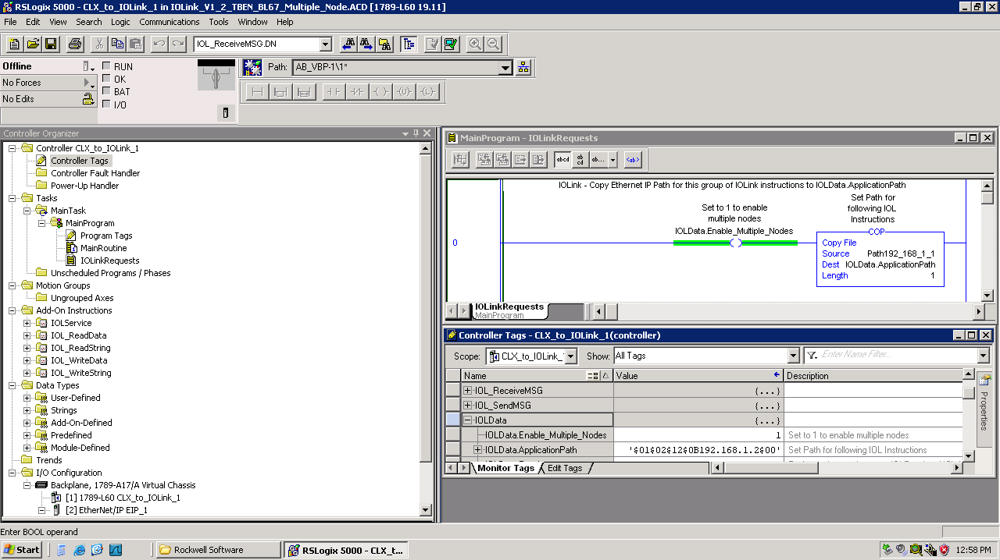 RSLogix 5000 - CLX_to_IOLink_1 in IOLink_V1_2_TBEN_BL67_Multiple_Node.ACD [1789-L60 19.11]
File Edit View Search Logic Communications Tools Window Help
IOL_ReceiveMSG.DN
Offline
RUN
Path: AB_VBP-1\1*
No Forces
OK
No Edits
BAT
I/O
Controller Organizer
Controller CLX_to_IOLink_1
Controller Tags
Controller Fault Handler
Power-Up Handler
Tasks
MainTask
MainProgram
Program Tags
MainRoutine
IOLinkRequests
Unscheduled Programs / Phases
Motion Groups
Ungrouped Axes
Add-On Instructions
IOLService
IOL_ReadData
IOL_ReadString
IOL_WriteData
IOL_WriteString
Data Types
User-Defined
Strings
Add-On-Defined
Predefined
Module-Defined
Trends
I/O Configuration
Backplane, 1789-A17/A Virtual Chassis
[1] 1789-L60 CLX_to_IOLink_1
[2] EtherNet/IP EIP_1
MainProgram - IOLinkRequests
abcd
ab cd
ab...
<ab>
IOLink - Copy Ethernet IP Path for this group of IOLink instructions to IOLData.ApplicationPath
Set to 1 to enable
multiple nodes
IOLData.Enable_Multiple_Nodes
Set Path for
following IOL
Instructions
COP
0
Copy File
Source Path192_168_1_1
Dest IOLData.ApplicationPath
Length 1
IOLinkRequests
MainProgram
Controller Tags - CLX_to_IOLink_1(controller)
Scope: CLX_to_IOLink_ Show: All Tags Enter Name Filter...
Name Value Description
IOL_ReceiveMSG {...}
IOL_SendMSG {...}
IOLData {...}
IOLData.Enable_Multiple_Nodes 1 Set to 1 to enable multiple nodes
IOLData.ApplicationPath '$01$02$12$0B192.168.1.2$00' Set Path for following IOL Instructions
Monitor Tags Edit Tags
Properties
Enter BOOL operand
Start
Rockwell Software
RSLogix 5000 - CLX_t...
12:58 PM